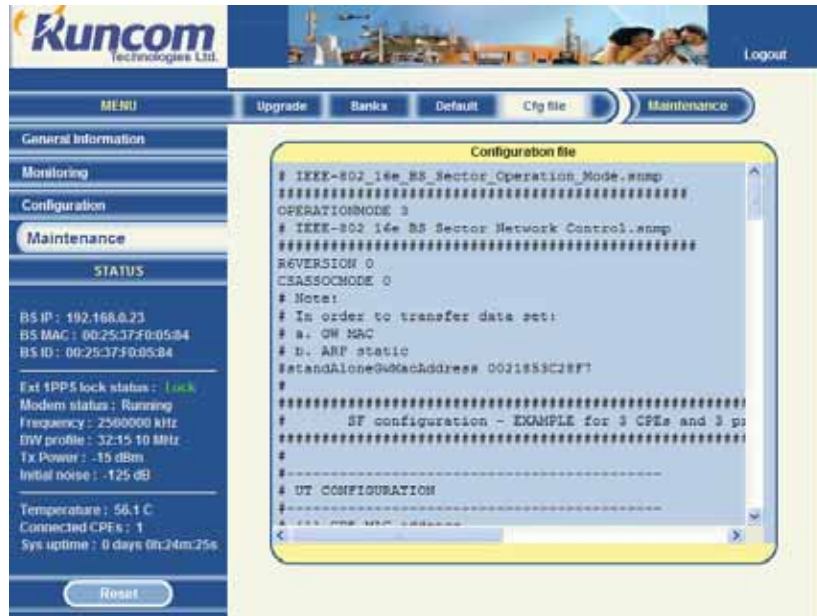 Runcom
Technologies Ltd.
Logout
MENU
Upgrade
Banks
Default
Cfg file
Maintenance
General Information
Monitoring
Configuration
Maintenance
STATUS
BS IP : 192.168.0.23
BS MAC : 00:25:37:F0:05:84
BS ID : 00:25:37:F0:05:84
Ext 1PPS lock status : Lock
Modem status : Running
Frequency : 2560000 kHz
BW profile : 32:15 10 MHz
Tx Power : -15 dBm
Initial noise : -125 dB
Temperature : 56.1 C
Connected CPEs : 1
Sys uptime : 0 days 0h:24m:25s
Reset
Configuration file
# IEEE-802_16e_BS_Sector_Operation_Mode.snmp
##################################################
OPERATIONMODE 3
# IEEE-802 16e BS Sector Network Control.snmp
###################################################
R6VERSION 0
CSASSOCMODE 0
# Note:
# In order to transfer data set:
# a. GW MAC
# b. ARP static
#standAloneGwMacAddress 0021853C28F7
#
#########################################################
# SF configuration - EXAMPLE for 3 CPEs and 3 p
#########################################################
#
#----------------------------------------------
# UT CONFIGURATION
#----------------------------------------------